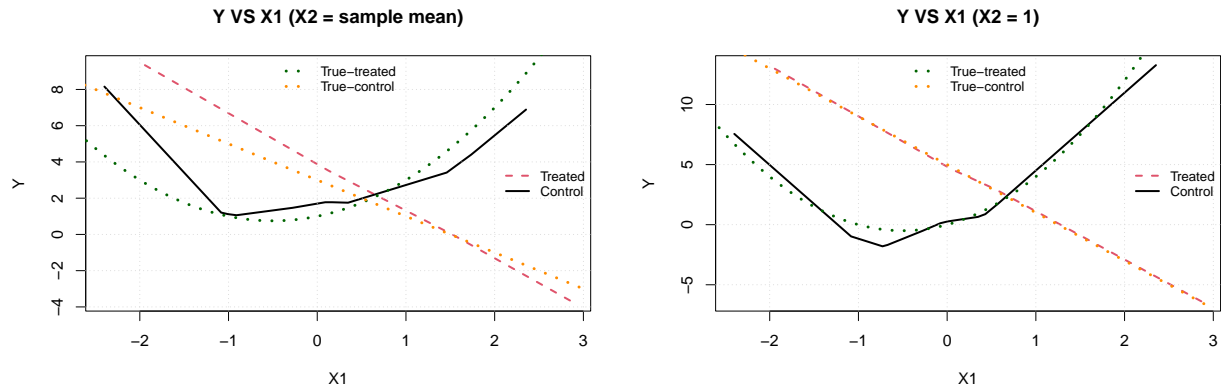 Y VS X1 (X2 = sample mean)
True−treated
True−control
Treated
Control
Y
8
6
4
2
0
−2
−4
−2
−1
0
1
2
3
X1
Y VS X1 (X2 = 1)
True−treated
True−control
Treated
Control
Y
10
5
0
−5
−2
−1
0
1
2
3
X1